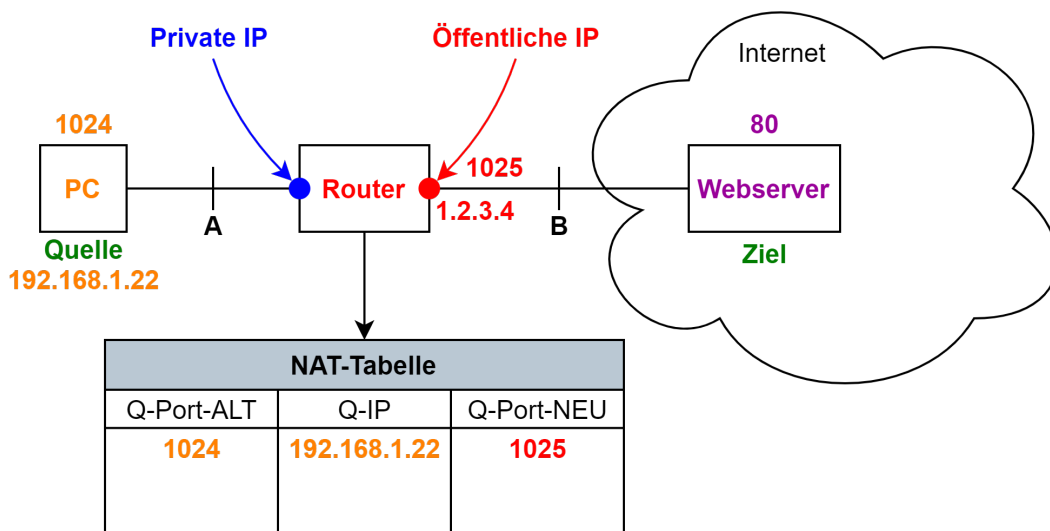 Private IP
Öffentliche IP
Internet
1024
80
PC
Router
1025
1.2.3.4
Webserver
A
B
Quelle
192.168.1.22
Ziel
NAT-Tabelle
Q-Port-ALT
Q-IP
Q-Port-NEU
1024
192.168.1.22
1025